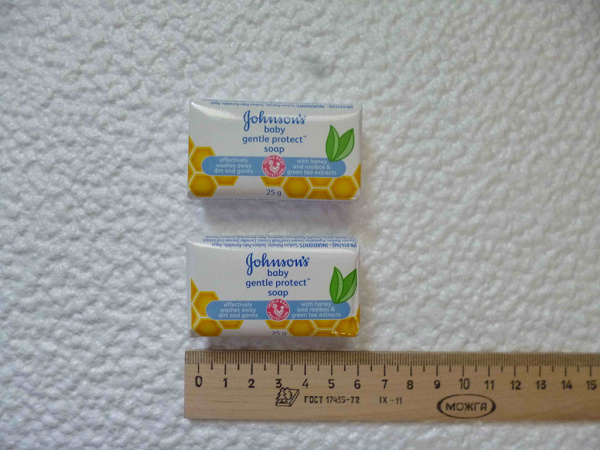 Johnson's
baby
gentle protect™
soap
effectively
washes away
dirt and germs
with honey
and rooibos &
green tea extracts
25 g
Johnson's
baby
gentle protect™
soap
effectively
washes away
dirt and germs
with honey
and rooibos &
green tea extracts
25 g
0 1 2 3 4 5 6 7 8 9 10 11 12 13 14 15
ГОСТ 17435-72 IX -11
МОЖГА